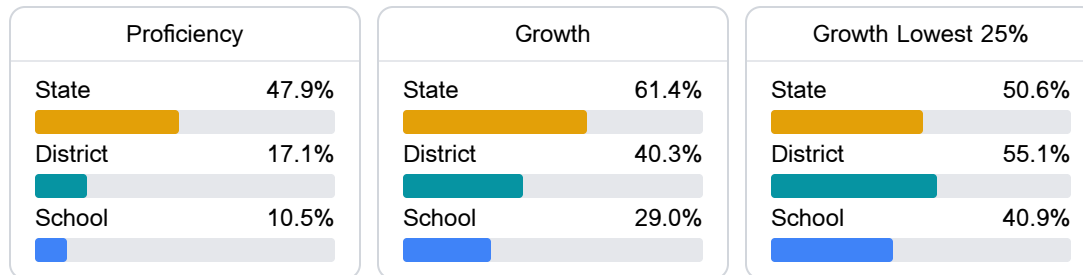 Proficiency
State 47.9%
District 17.1%
School 10.5%
Growth
State 61.4%
District 40.3%
School 29.0%
Growth Lowest 25%
State 50.6%
District 55.1%
School 40.9%